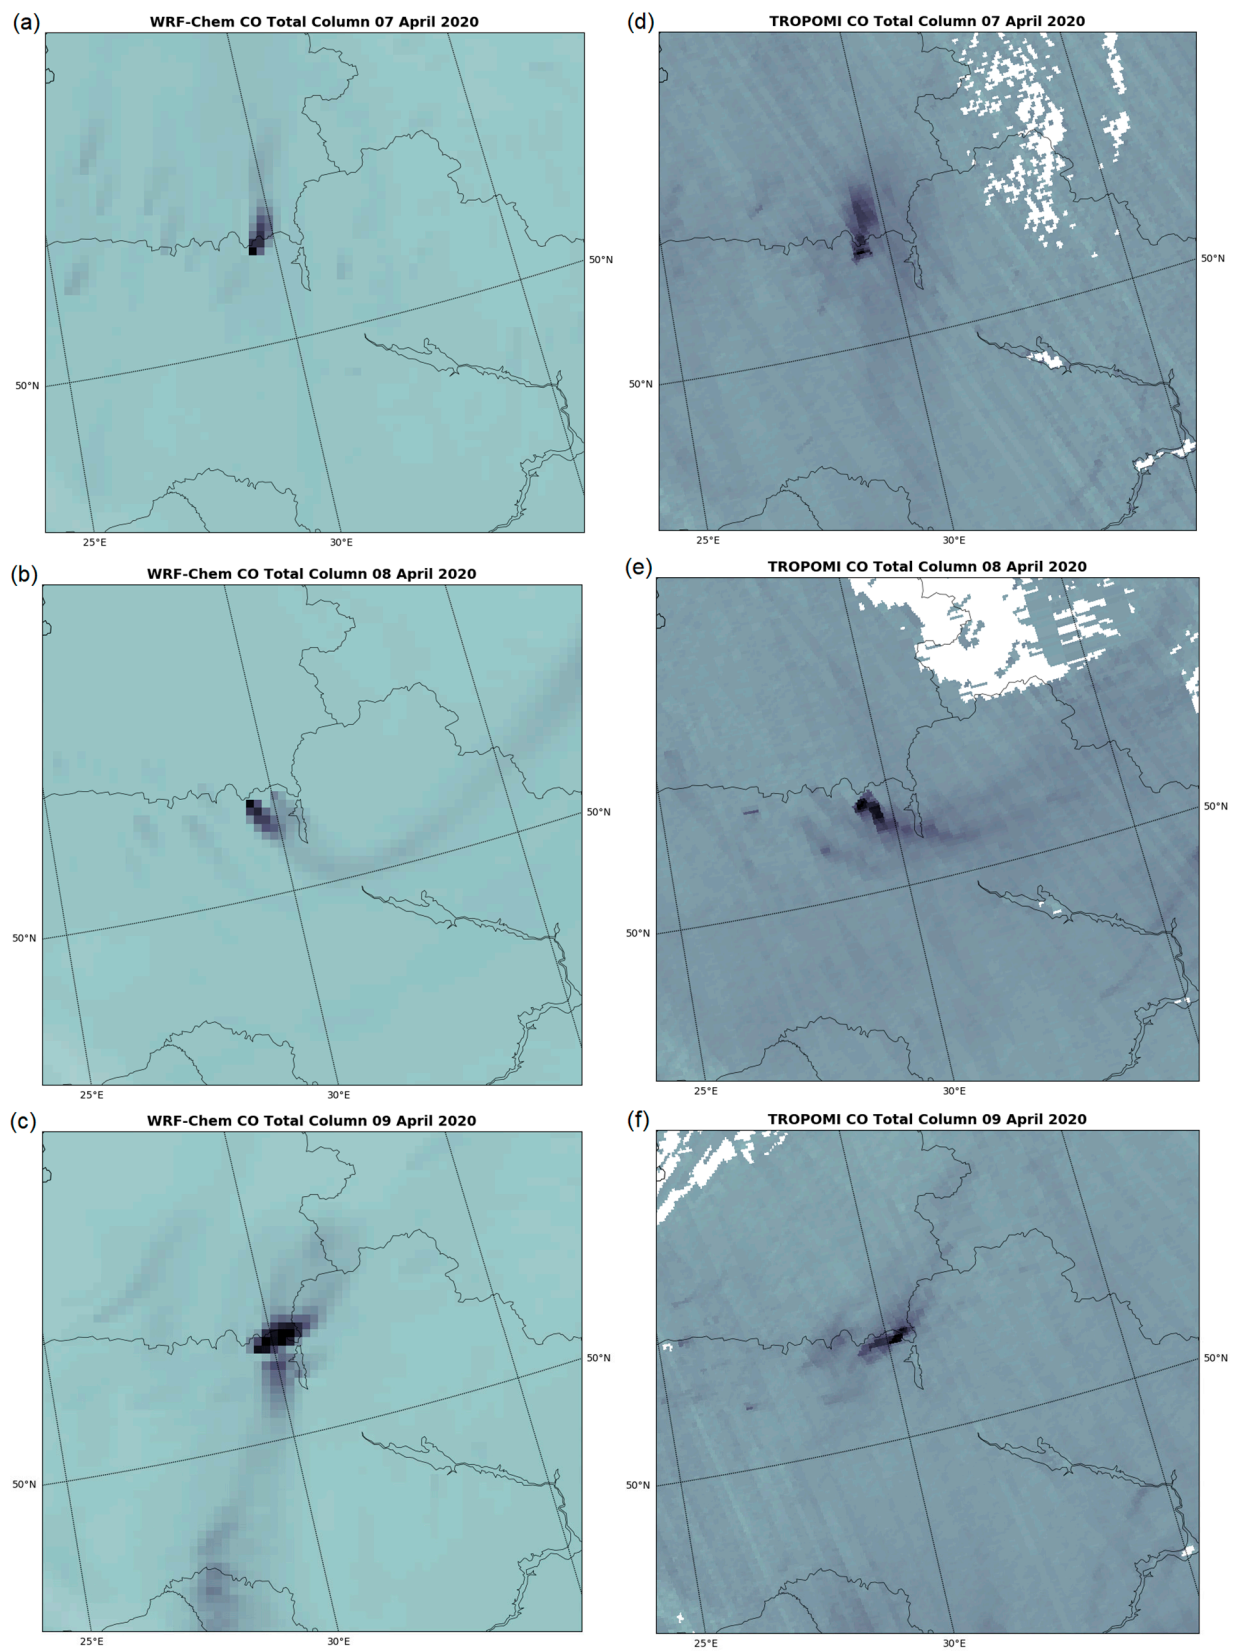 (a) WRF-Chem CO Total Column 07 April 2020
50°N
50°N
25°E 30°E
(d) TROPOMI CO Total Column 07 April 2020
50°N
50°N
25°E 30°E
(b) WRF-Chem CO Total Column 08 April 2020
50°N
50°N
25°E 30°E
(e) TROPOMI CO Total Column 08 April 2020
50°N
50°N
25°E 30°E
(c) WRF-Chem CO Total Column 09 April 2020
50°N
50°N
25°E 30°E
(f) TROPOMI CO Total Column 09 April 2020
50°N
50°N
25°E 30°E